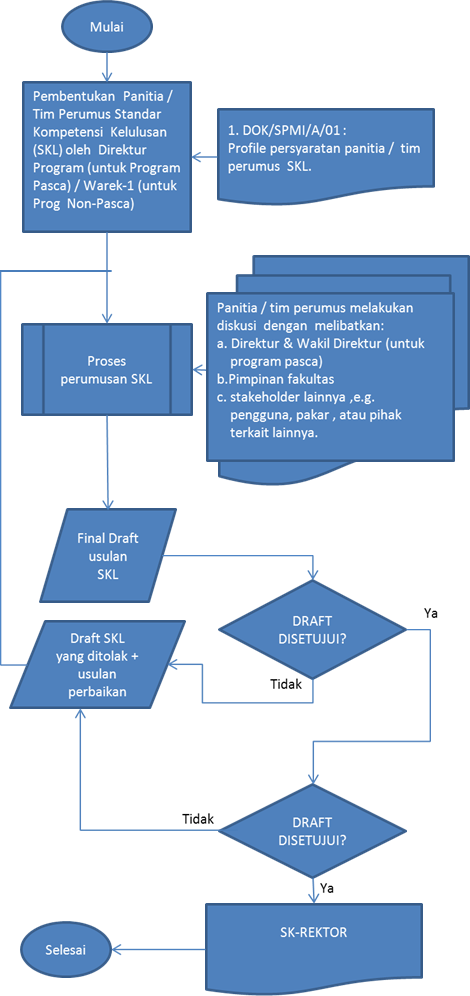 Mulai
Pembentukan Panitia /
Tim Perumus Standar
Kompetensi Kelulusan
(SKL) oleh Direktur
Program (untuk Program
Pasca) / Warek-1 (untuk
Prog Non-Pasca)
1. DOK/SPMI/A/01 :
Profile persyaratan panitia / tim
perumus SKL.
Panitia / tim perumus melakukan
diskusi dengan melibatkan:
a. Direktur & Wakil Direktur (untuk
program pasca)
b.Pimpinan fakultas
c. stakeholder lainnya ,e.g.
pengguna, pakar , atau pihak
terkait lainnya.
Proses
perumusan SKL
Final Draft
usulan
SKL
DRAFT
DISETUJUI?
Ya
Tidak
Draft SKL
yang ditolak +
usulan
perbaikan
DRAFT
DISETUJUI?
Tidak
Ya
SK-REKTOR
Selesai